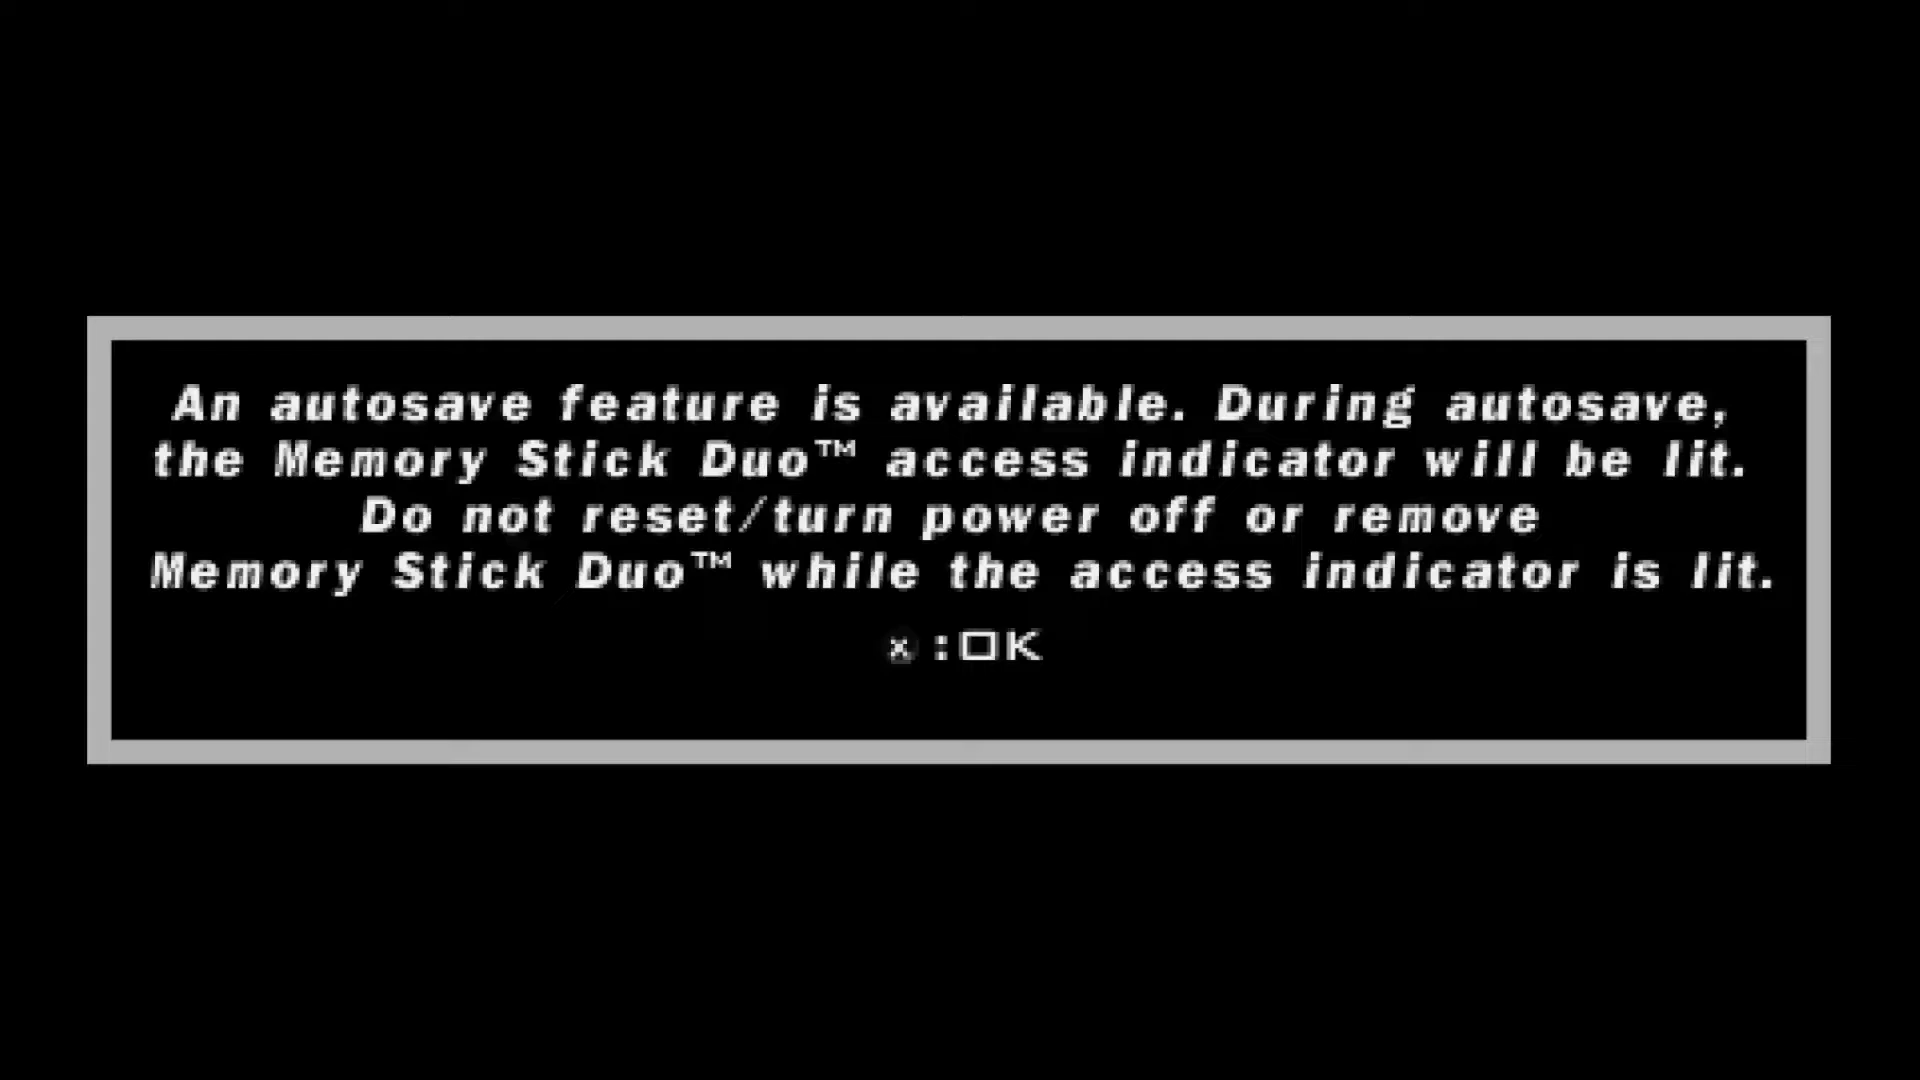 An autosave feature is available. During autosave,
the Memory Stick Duo™ access indicator will be lit.
Do not reset/turn power off or remove
Memory Stick Duo™ while the access indicator is lit.
x :OK